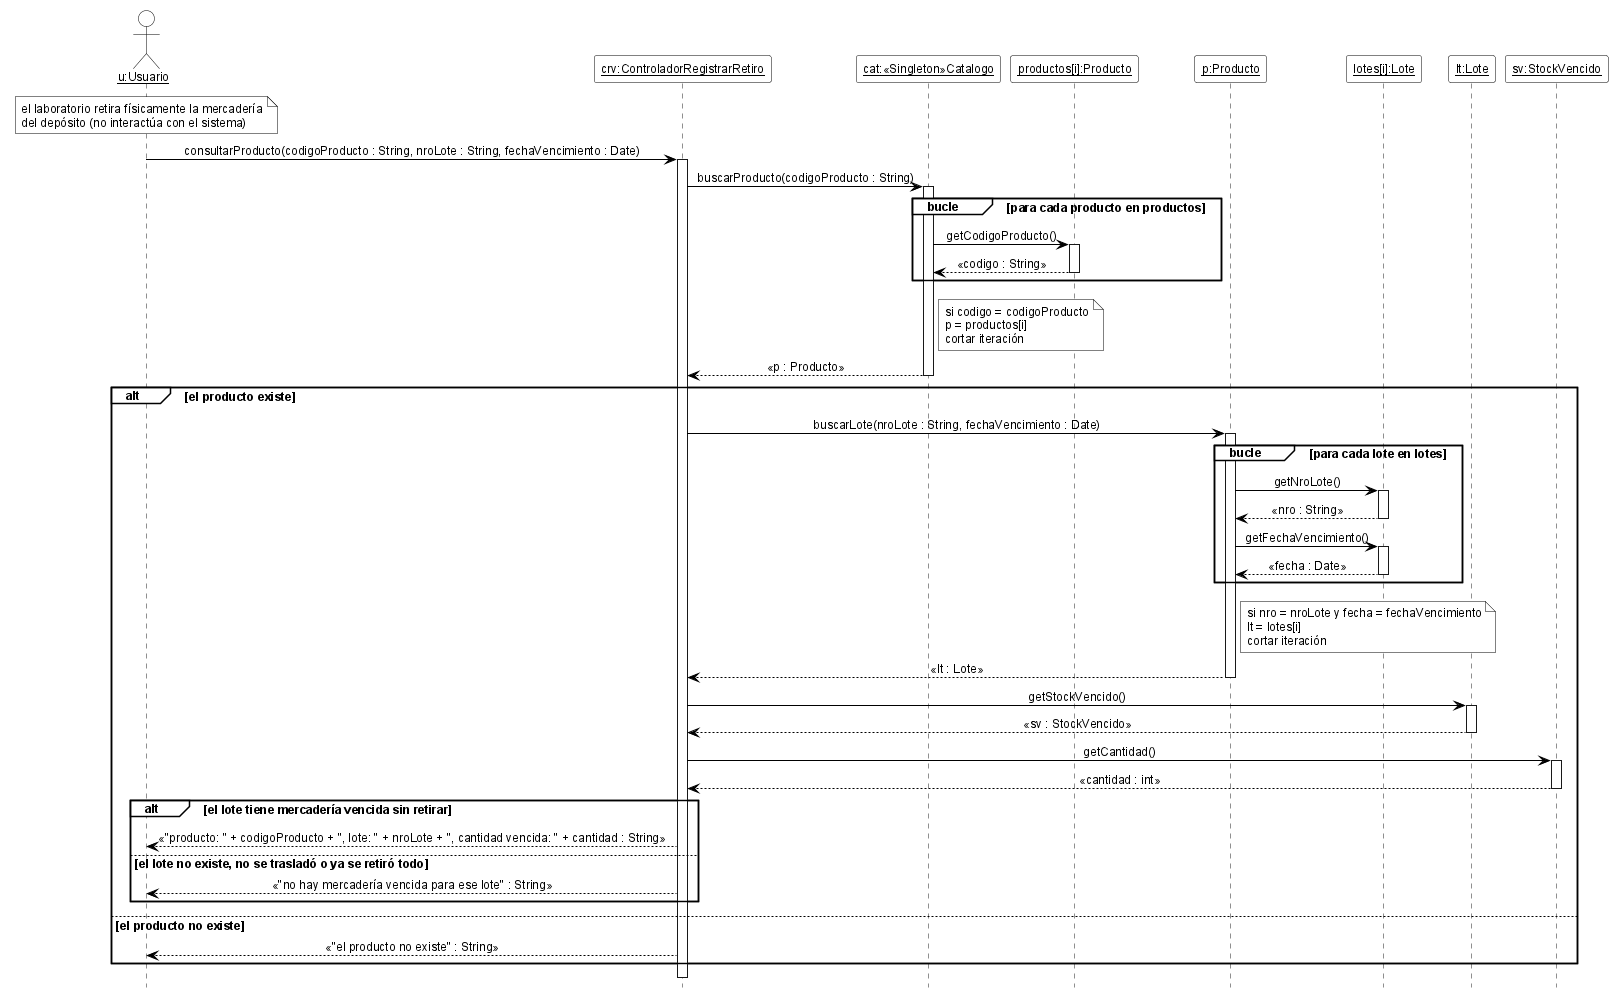 u:Usuario
crv:ControladorRegistrarRetiro
cat:«Singleton»Catalogo
productos[i]:Producto
p:Producto
lotes[i]:Lote
lt:Lote
sv:StockVencido
el laboratorio retira físicamente la mercadería
del depósito (no interactúa con el sistema)
consultarProducto(codigoProducto : String, nroLote : String, fechaVencimiento : Date)
buscarProducto(codigoProducto : String)
bucle [para cada producto en productos]
getCodigoProducto()
«codigo : String»
si codigo = codigoProducto
p = productos[i]
cortar iteración
«p : Producto»
alt [el producto existe]
buscarLote(nroLote : String, fechaVencimiento : Date)
bucle [para cada lote en lotes]
getNroLote()
«nro : String»
getFechaVencimiento()
«fecha : Date»
si nro = nroLote y fecha = fechaVencimiento
lt = lotes[i]
cortar iteración
«lt : Lote»
getStockVencido()
«sv : StockVencido»
getCantidad()
«cantidad : int»
alt [el lote tiene mercadería vencida sin retirar]
«"producto: " + codigoProducto + ", lote: " + nroLote + ", cantidad vencida: " + cantidad : String»
[el lote no existe, no se trasladó o ya se retiró todo]
«"no hay mercadería vencida para ese lote" : String»
[el producto no existe]
«"el producto no existe" : String»